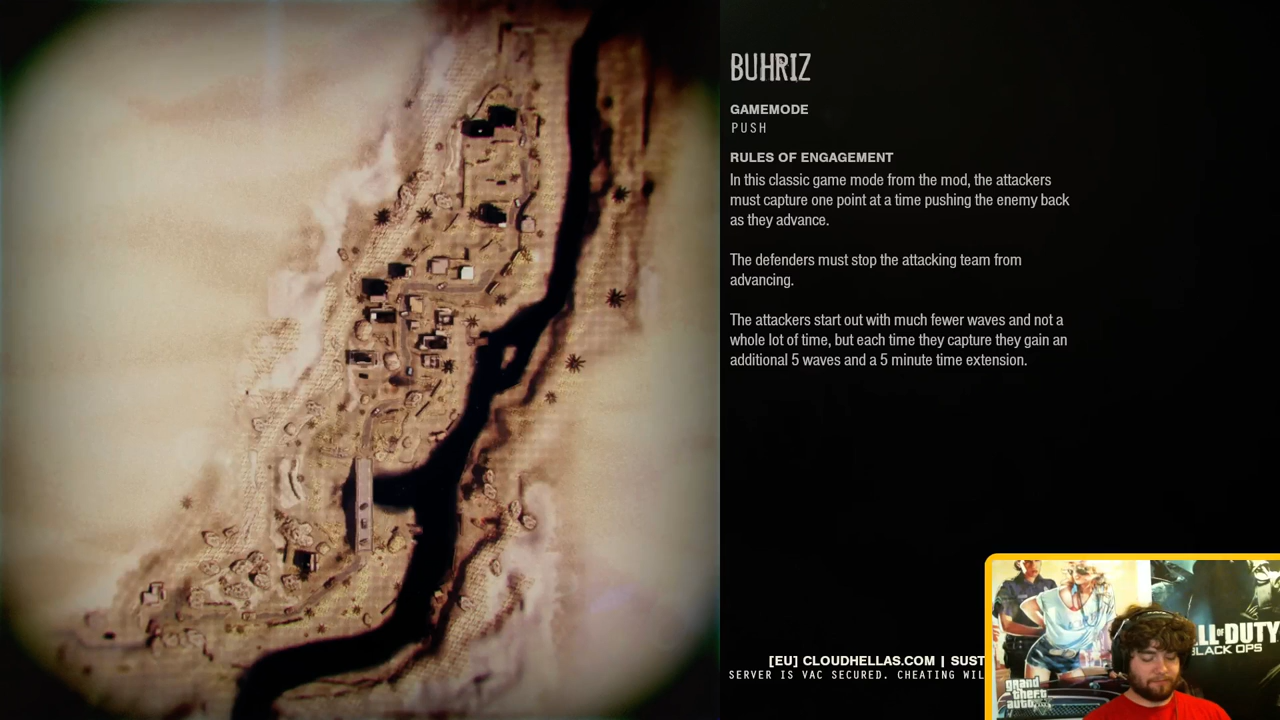 BUHRIZ
GAMEMODE
PUSH
RULES OF ENGAGEMENT
In this classic game mode from the mod, the attackers
must capture one point at a time pushing the enemy back
as they advance.
The defenders must stop the attacking team from
advancing.
The attackers start out with much fewer waves and not a
whole lot of time, but each time they capture they gain an
additional 5 waves and a 5 minute time extension.
[EU] CLOUDHELLAS.COM | SUST
SERVER IS VAC SECURED. CHEATING WIL
LL OF DUTY
BLACK OPS
grand
theft
auto